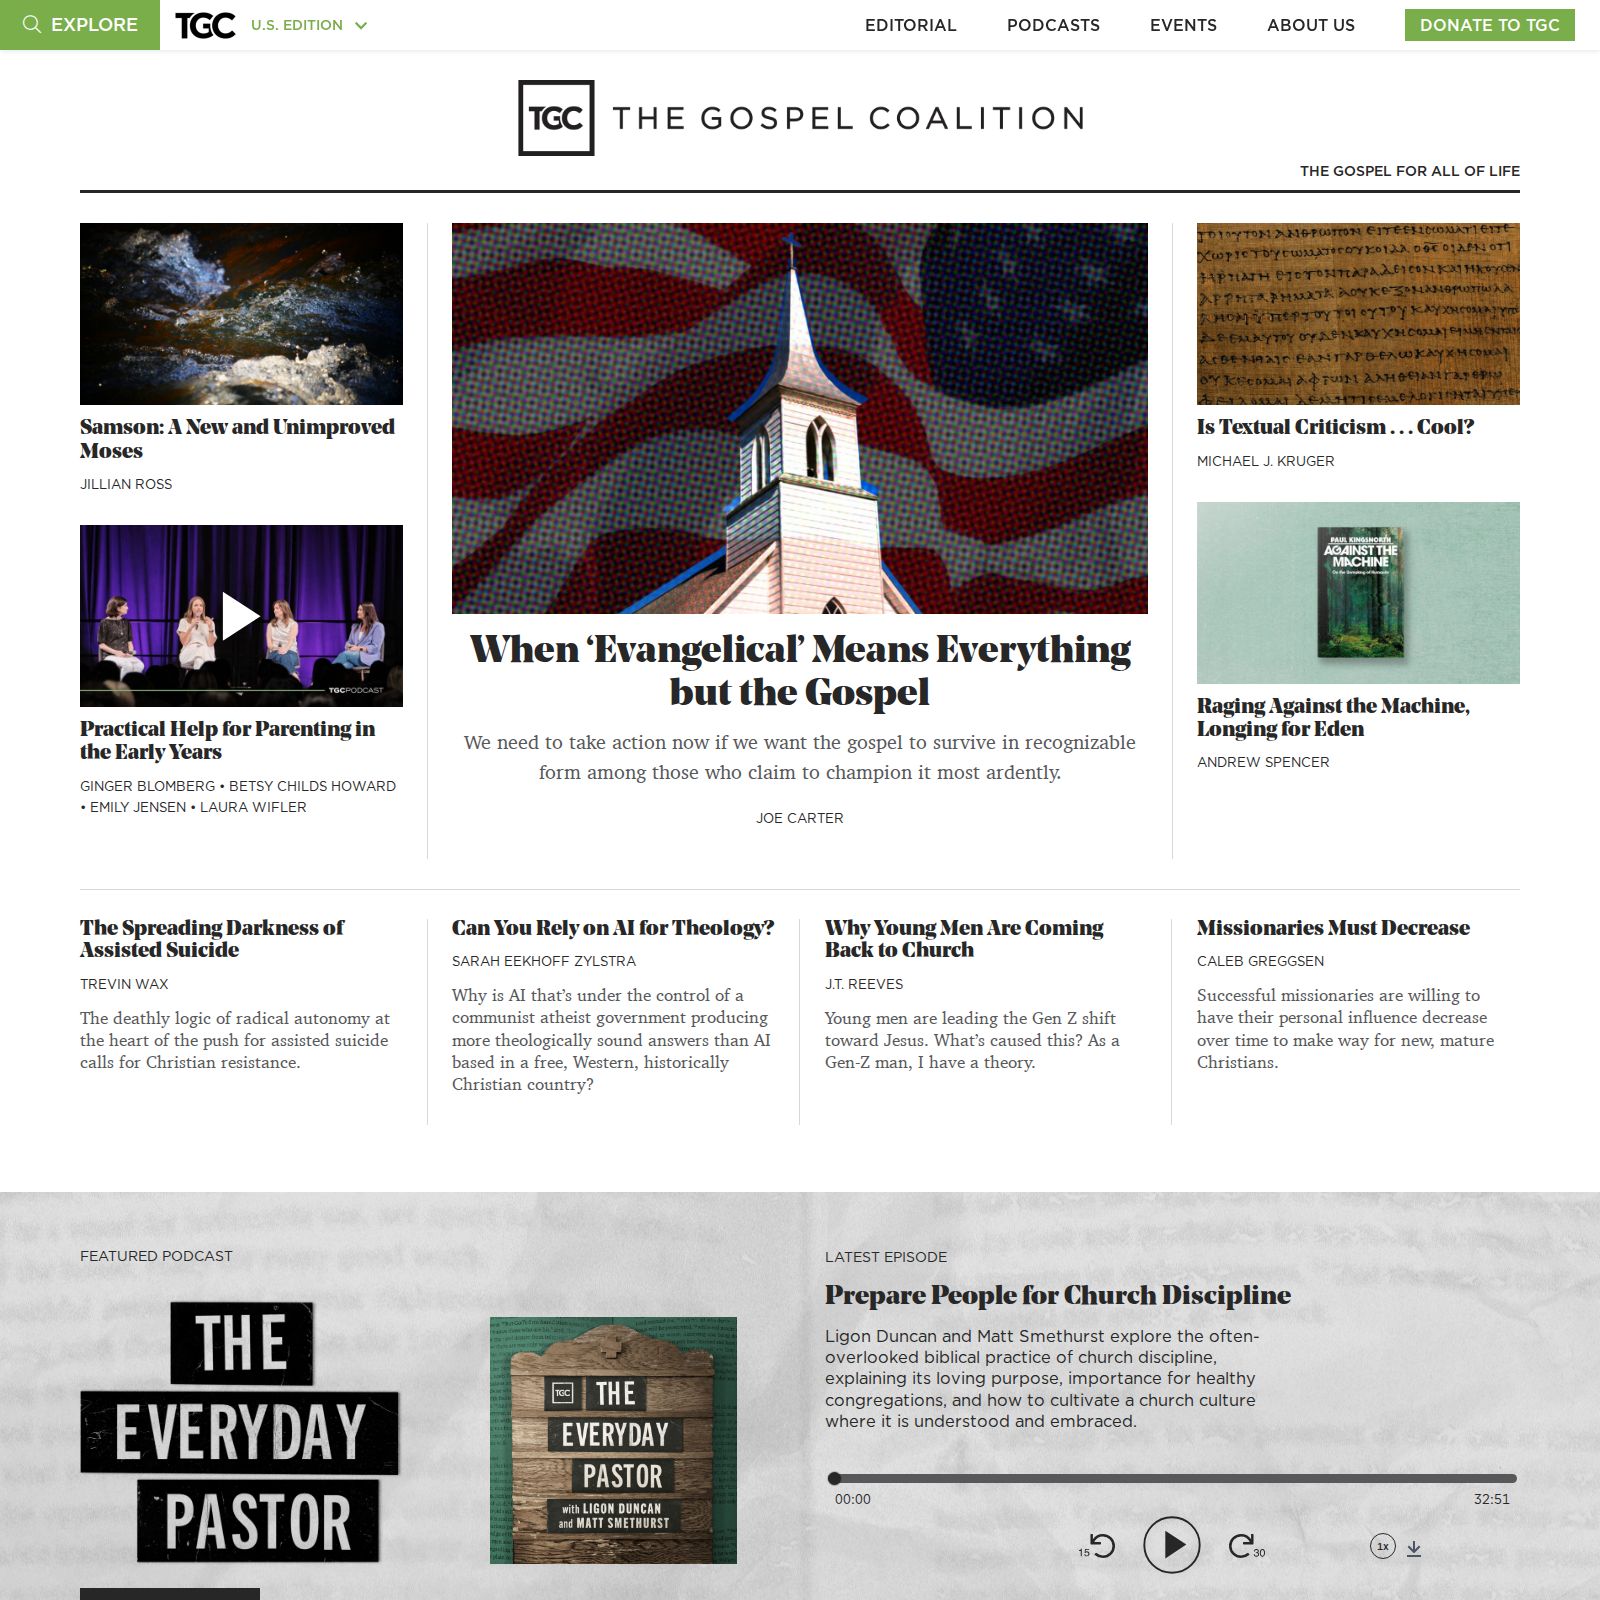 EXPLORE
TGC
U.S. EDITION
EDITORIAL
PODCASTS
EVENTS
ABOUT US
DONATE TO TGC
TGC
THE GOSPEL COALITION
THE GOSPEL FOR ALL OF LIFE
Samson: A New and Unimproved
Moses
JILLIAN ROSS
TGCPODCAST
Practical Help for Parenting in
the Early Years
GINGER BLOMBERG • BETSY CHILDS HOWARD
• EMILY JENSEN • LAURA WIFLER
When ‘Evangelical’ Means Everything
but the Gospel
We need to take action now if we want the gospel to survive in recognizable
form among those who claim to champion it most ardently.
JOE CARTER
Is Textual Criticism . . . Cool?
MICHAEL J. KRUGER
PAUL KINGSNORTH
AGAINST THE
MACHINE
On the Unmaking of Humanity
Raging Against the Machine,
Longing for Eden
ANDREW SPENCER
The Spreading Darkness of
Assisted Suicide
TREVIN WAX
The deathly logic of radical autonomy at
the heart of the push for assisted suicide
calls for Christian resistance.
Can You Rely on AI for Theology?
SARAH EEKHOFF ZYLSTRA
Why is AI that’s under the control of a
communist atheist government producing
more theologically sound answers than AI
based in a free, Western, historically
Christian country?
Why Young Men Are Coming
Back to Church
J.T. REEVES
Young men are leading the Gen Z shift
toward Jesus. What’s caused this? As a
Gen-Z man, I have a theory.
Missionaries Must Decrease
CALEB GREGGSEN
Successful missionaries are willing to
have their personal influence decrease
over time to make way for new, mature
Christians.
FEATURED PODCAST
THE
EVERYDAY
PASTOR
TGC
THE
EVERYDAY
PASTOR
with LIGON DUNCAN
and MATT SMETHURST
LATEST EPISODE
Prepare People for Church Discipline
Ligon Duncan and Matt Smethurst explore the often-
overlooked biblical practice of church discipline,
explaining its loving purpose, importance for healthy
congregations, and how to cultivate a church culture
where it is understood and embraced.
00:00
32:51
15
30
1x